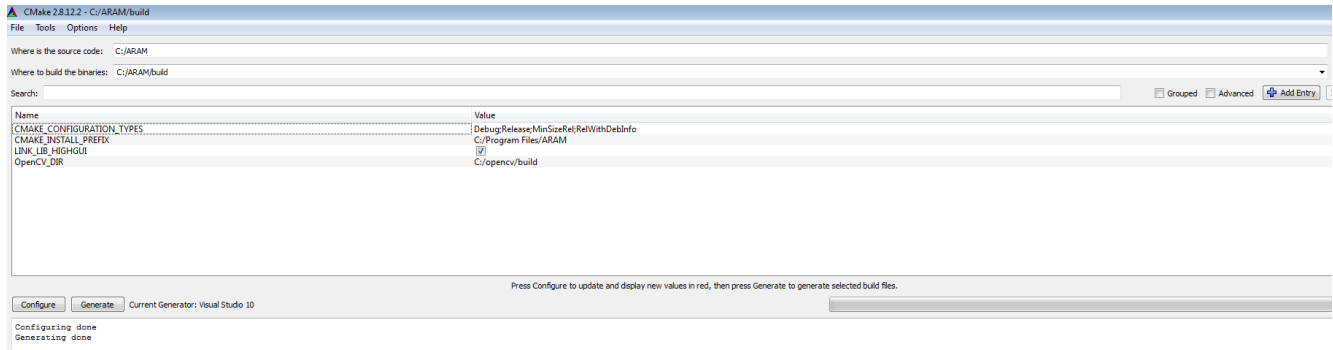 CMake 2.8.12.2 - C:/ARAM/build
File Tools Options Help
Where is the source code: C:/ARAM
Where to build the binaries: C:/ARAM/build
Search: Grouped Advanced Add Entry
Name Value
CMAKE_CONFIGURATION_TYPES Debug;Release;MinSizeRel;RelWithDebInfo
CMAKE_INSTALL_PREFIX C:/Program Files/ARAM
LINK_LIB_HIGHGUI
OpenCV_DIR C:/opencv/build
Press Configure to update and display new values in red, then press Generate to generate selected build files.
Configure Generate Current Generator: Visual Studio 10
Configuring done
Generating done